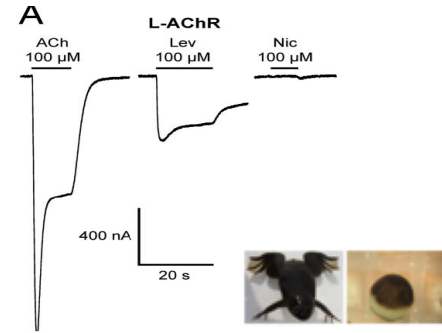 A
L-AChR
ACh
100 µM
Lev
100 µM
Nic
100 µM
400 nA
20 s